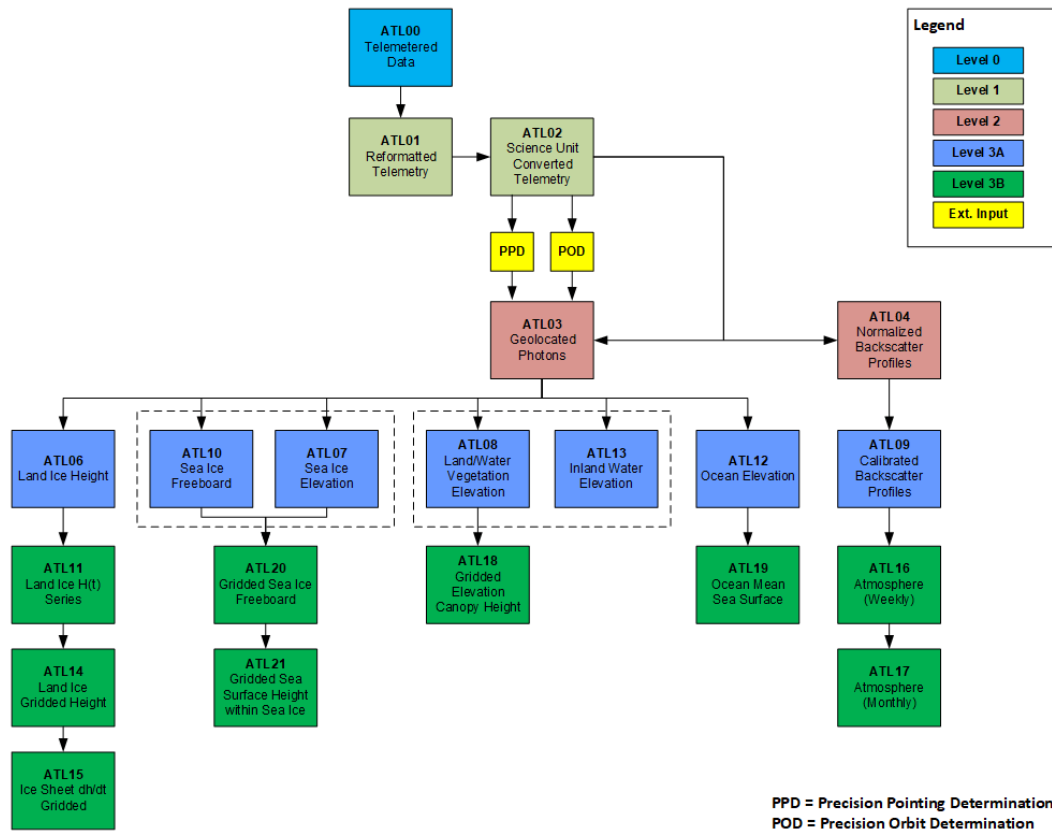 ATL00
Telemetered
Data
Legend
Level 0
Level 1
Level 2
Level 3A
Level 3B
Ext. Input
ATL01
Reformatted
Telemetry
ATL02
Science Unit
Converted
Telemetry
PPD
POD
ATL03
Geolocated
Photons
ATL04
Normalized
Backscatter
Profiles
ATL06
Land Ice Height
ATL10
Sea Ice
Freeboard
ATL07
Sea Ice
Elevation
ATL08
Land/Water
Vegetation
Elevation
ATL13
Inland Water
Elevation
ATL12
Ocean Elevation
ATL09
Calibrated
Backscatter
Profiles
ATL11
Land Ice H(t)
Series
ATL20
Gridded Sea Ice
Freeboard
ATL18
Gridded
Elevation
Canopy Height
ATL19
Ocean Mean
Sea Surface
ATL16
Atmosphere
(Weekly)
ATL14
Land Ice
Gridded Height
ATL21
Gridded Sea
Surface Height
within Sea Ice
ATL17
Atmosphere
(Monthly)
ATL15
Ice Sheet dh/dt
Gridded
PPD = Precision Pointing Determination
POD = Precision Orbit Determination